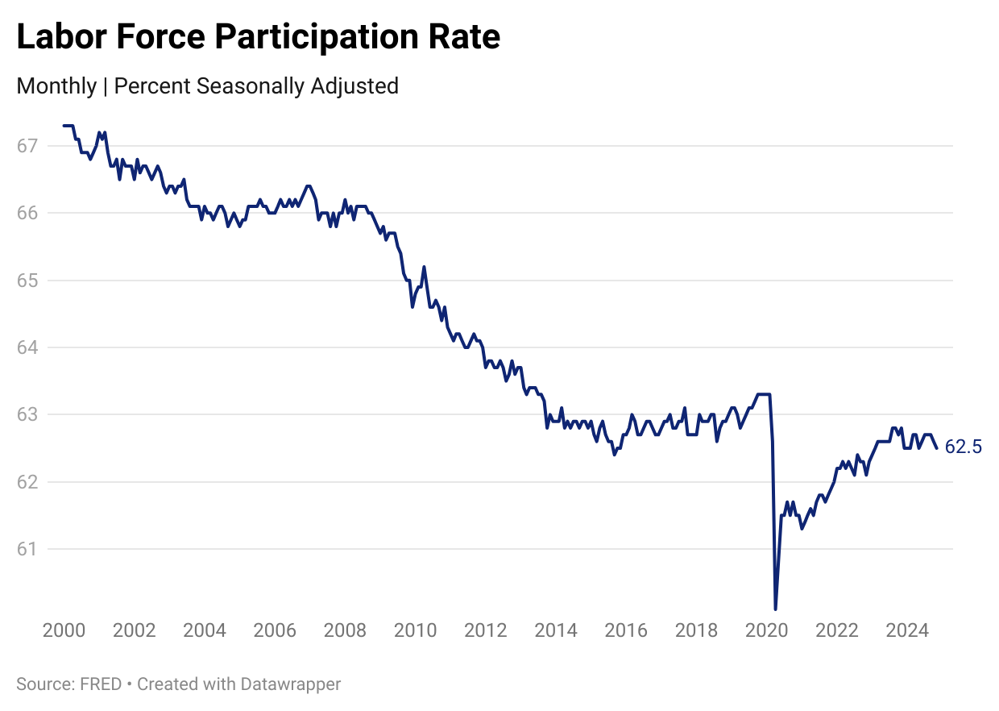 Labor Force Participation Rate
Monthly | Percent Seasonally Adjusted
67
66
65
64
63
62
61
62.5
2000 2002 2004 2006 2008 2010 2012 2014 2016 2018 2020 2022 2024
Source: FRED • Created with Datawrapper